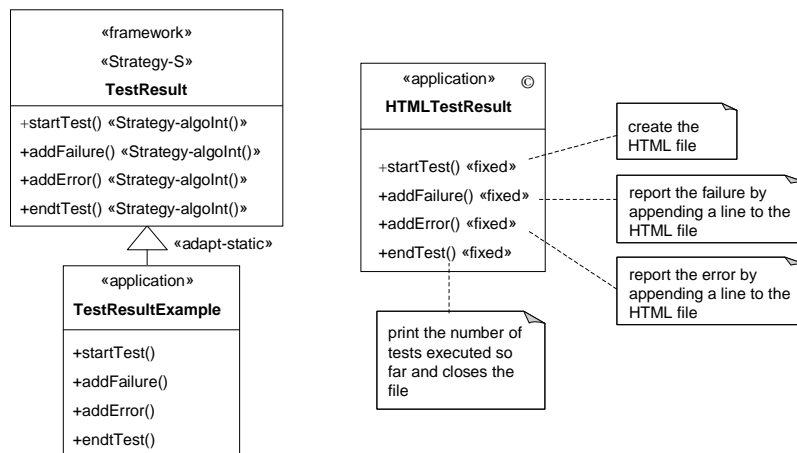 «framework»
«Strategy-S»
TestResult
+startTest() «Strategy-algoInt()»
+addFailure() «Strategy-algoInt()»
+addError() «Strategy-algoInt()»
+endtTest() «Strategy-algoInt()»
«adapt-static»
«application»
TestResultExample
+startTest()
+addFailure()
+addError()
+endtTest()
«application» ©
HTMLTestResult
+startTest() «fixed»
+addFailure() «fixed»
+addError() «fixed»
+endTest() «fixed»
create the
HTML file
report the failure by
appending a line to the
HTML file
report the error by
appending a line to the
HTML file
print the number of
tests executed so
far and closes the
file